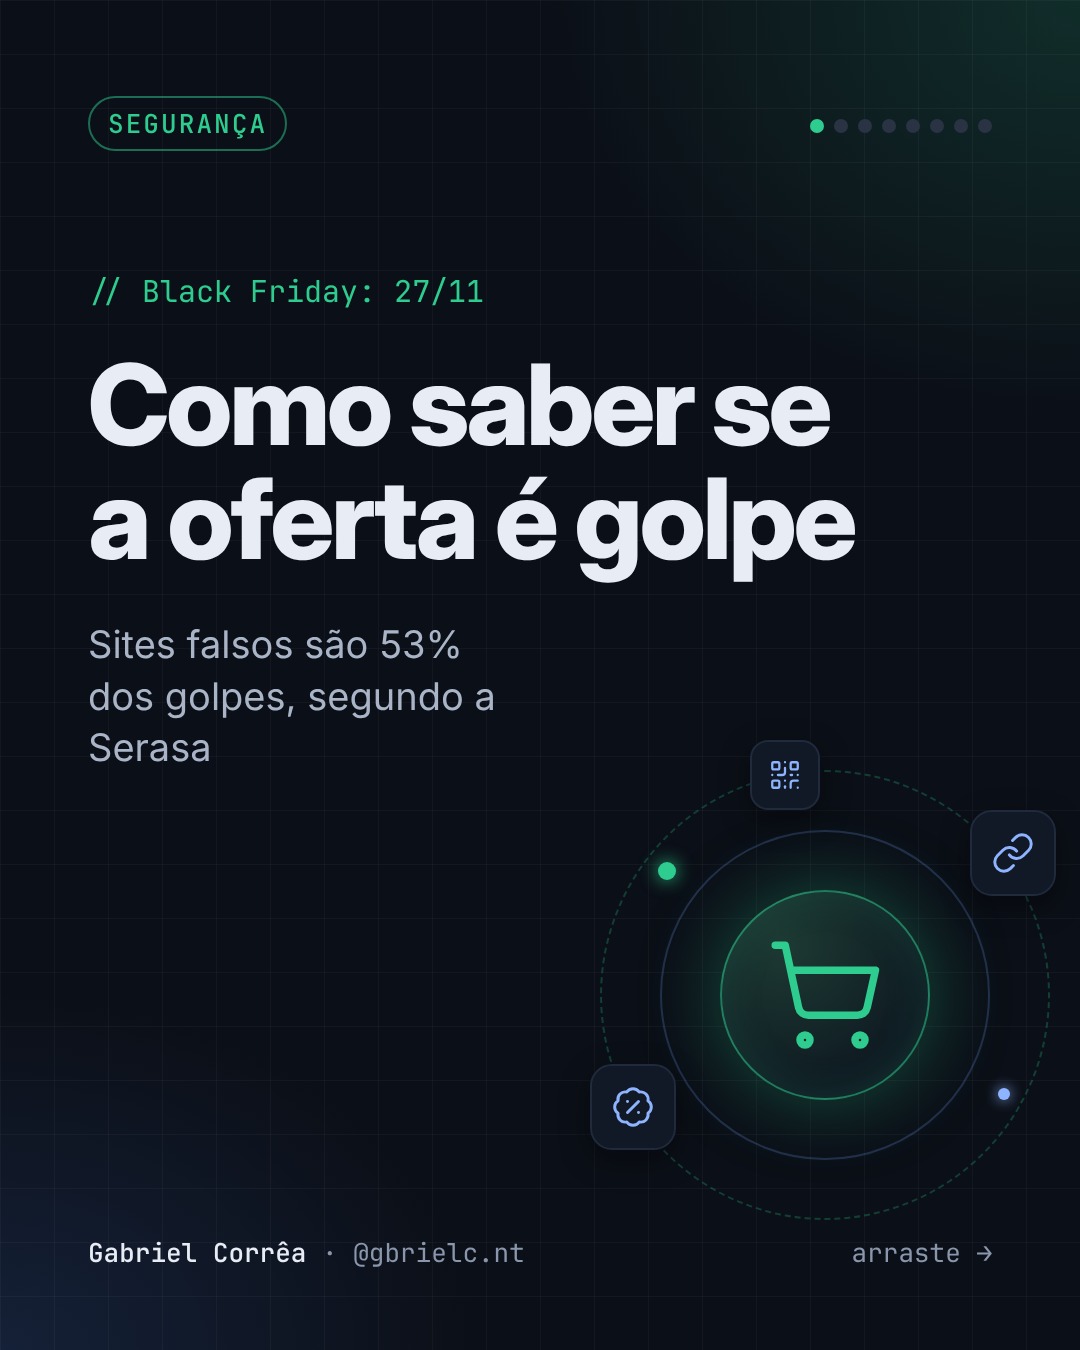 SEGURANÇA
// Black Friday: 27/11
Como saber se
a oferta é golpe
Sites falsos são 53%
dos golpes, segundo a
Serasa
Gabriel Corrêa · @gbrielc.nt
arraste →